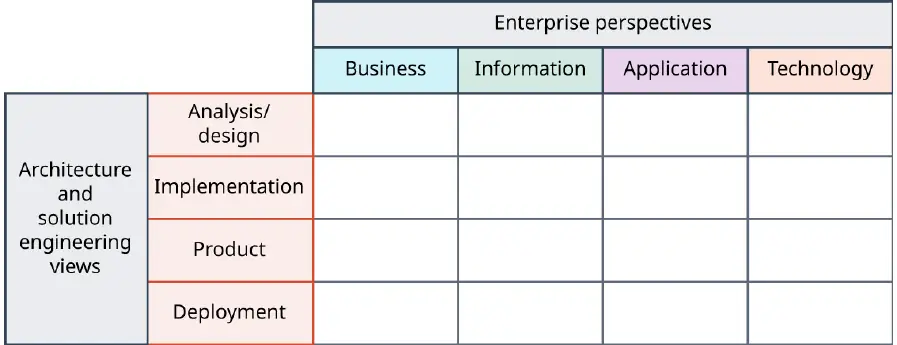 Enterprise perspectives
Business
Information
Application
Technology
Architecture
and
solution
engineering
views
Analysis/
design
Implementation
Product
Deployment